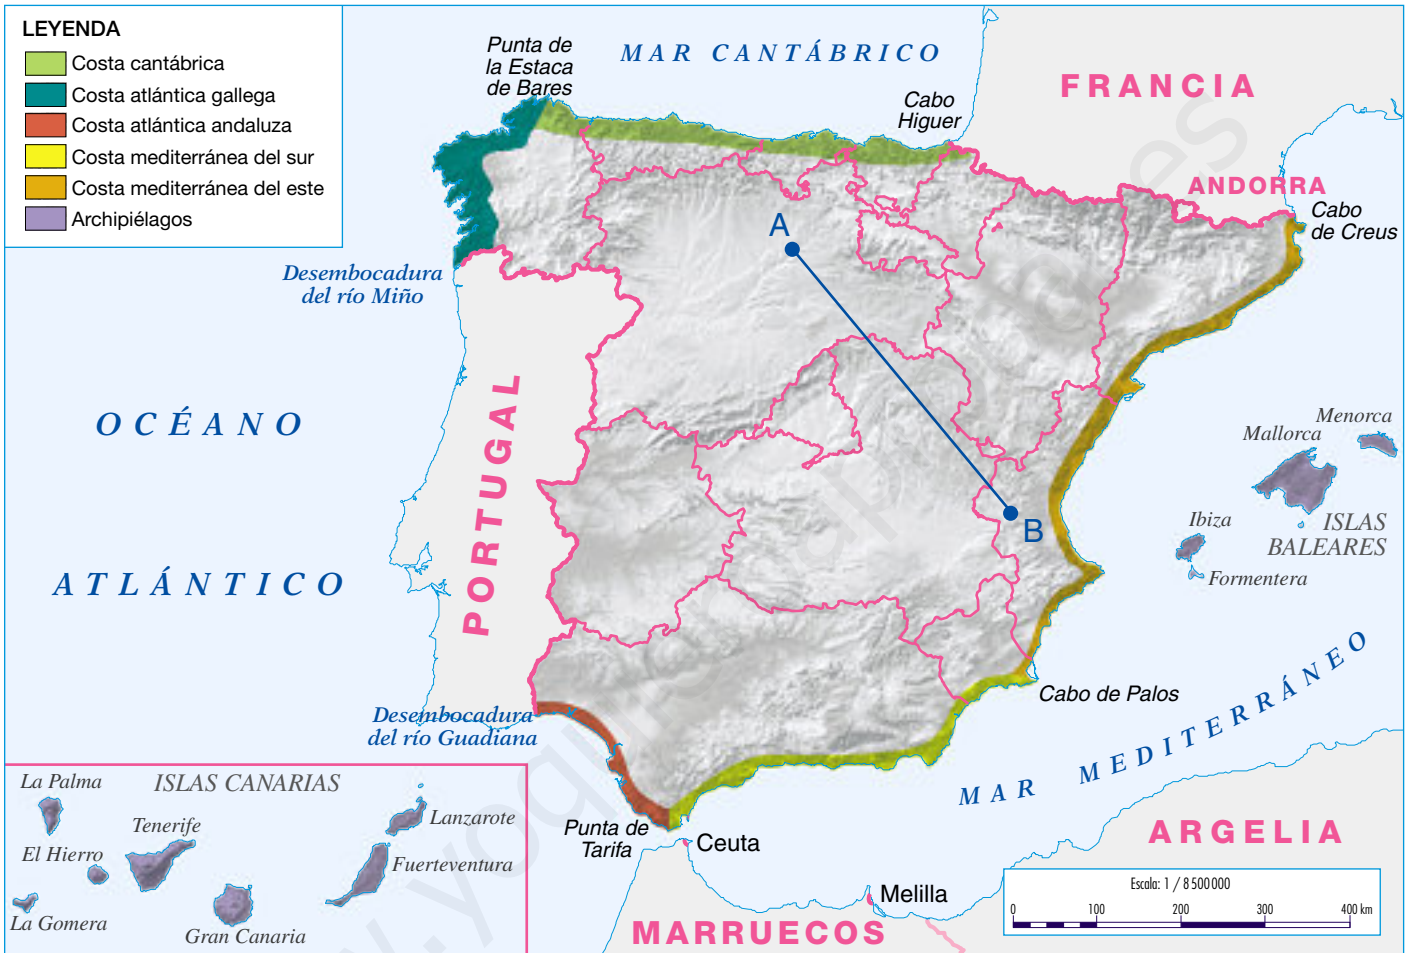 LEYENDA
Costa cantábrica
Costa atlántica gallega
Costa atlántica andaluza
Costa mediterránea del sur
Costa mediterránea del este
Archipiélagos
Punta de
la Estaca
de Bares
MAR CANTÁBRICO
Cabo
Higuer
FRANCIA
ANDORRA
Cabo
de Creus
A
Desembocadura
del río Miño
OCÉANO
ATLÁNTICO
PORTUGAL
B
Menorca
Mallorca
Ibiza
ISLAS
BALEARES
Formentera
Cabo de Palos
MAR MEDITERRÁNEO
Desembocadura
del río Guadiana
Punta de
Tarifa
Ceuta
Melilla
MARRUECOS
ARGELIA
ISLAS CANARIAS
La Palma
Tenerife
El Hierro
La Gomera
Gran Canaria
Lanzarote
Fuerteventura
Escala: 1 / 8 500 000
0 100 200 300 400 km